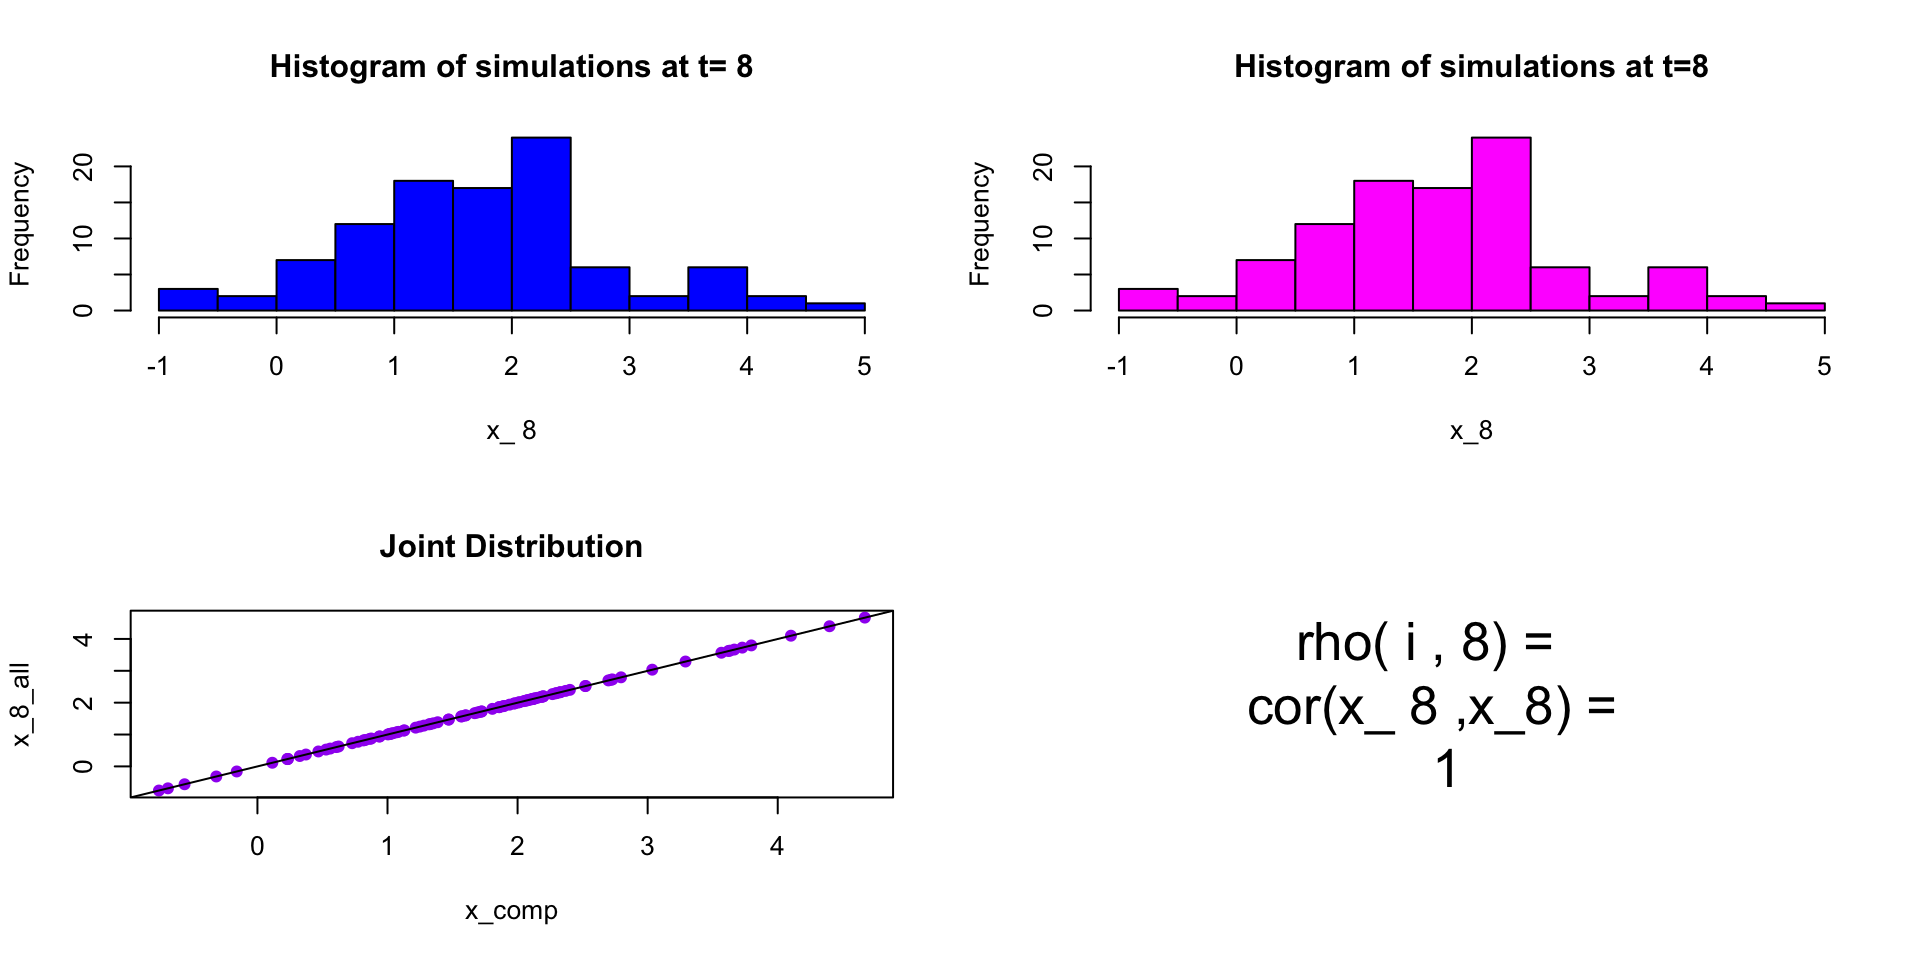 Histogram of simulations at t= 8
Frequency
0 10 20
-1 0 1 2 3 4 5
x_ 8
Histogram of simulations at t=8
Frequency
0 10 20
-1 0 1 2 3 4 5
x_8
Joint Distribution
x_8_all
0 2 4
0 1 2 3 4
x_comp
rho( i , 8) =
cor(x_ 8 ,x_8) =
1